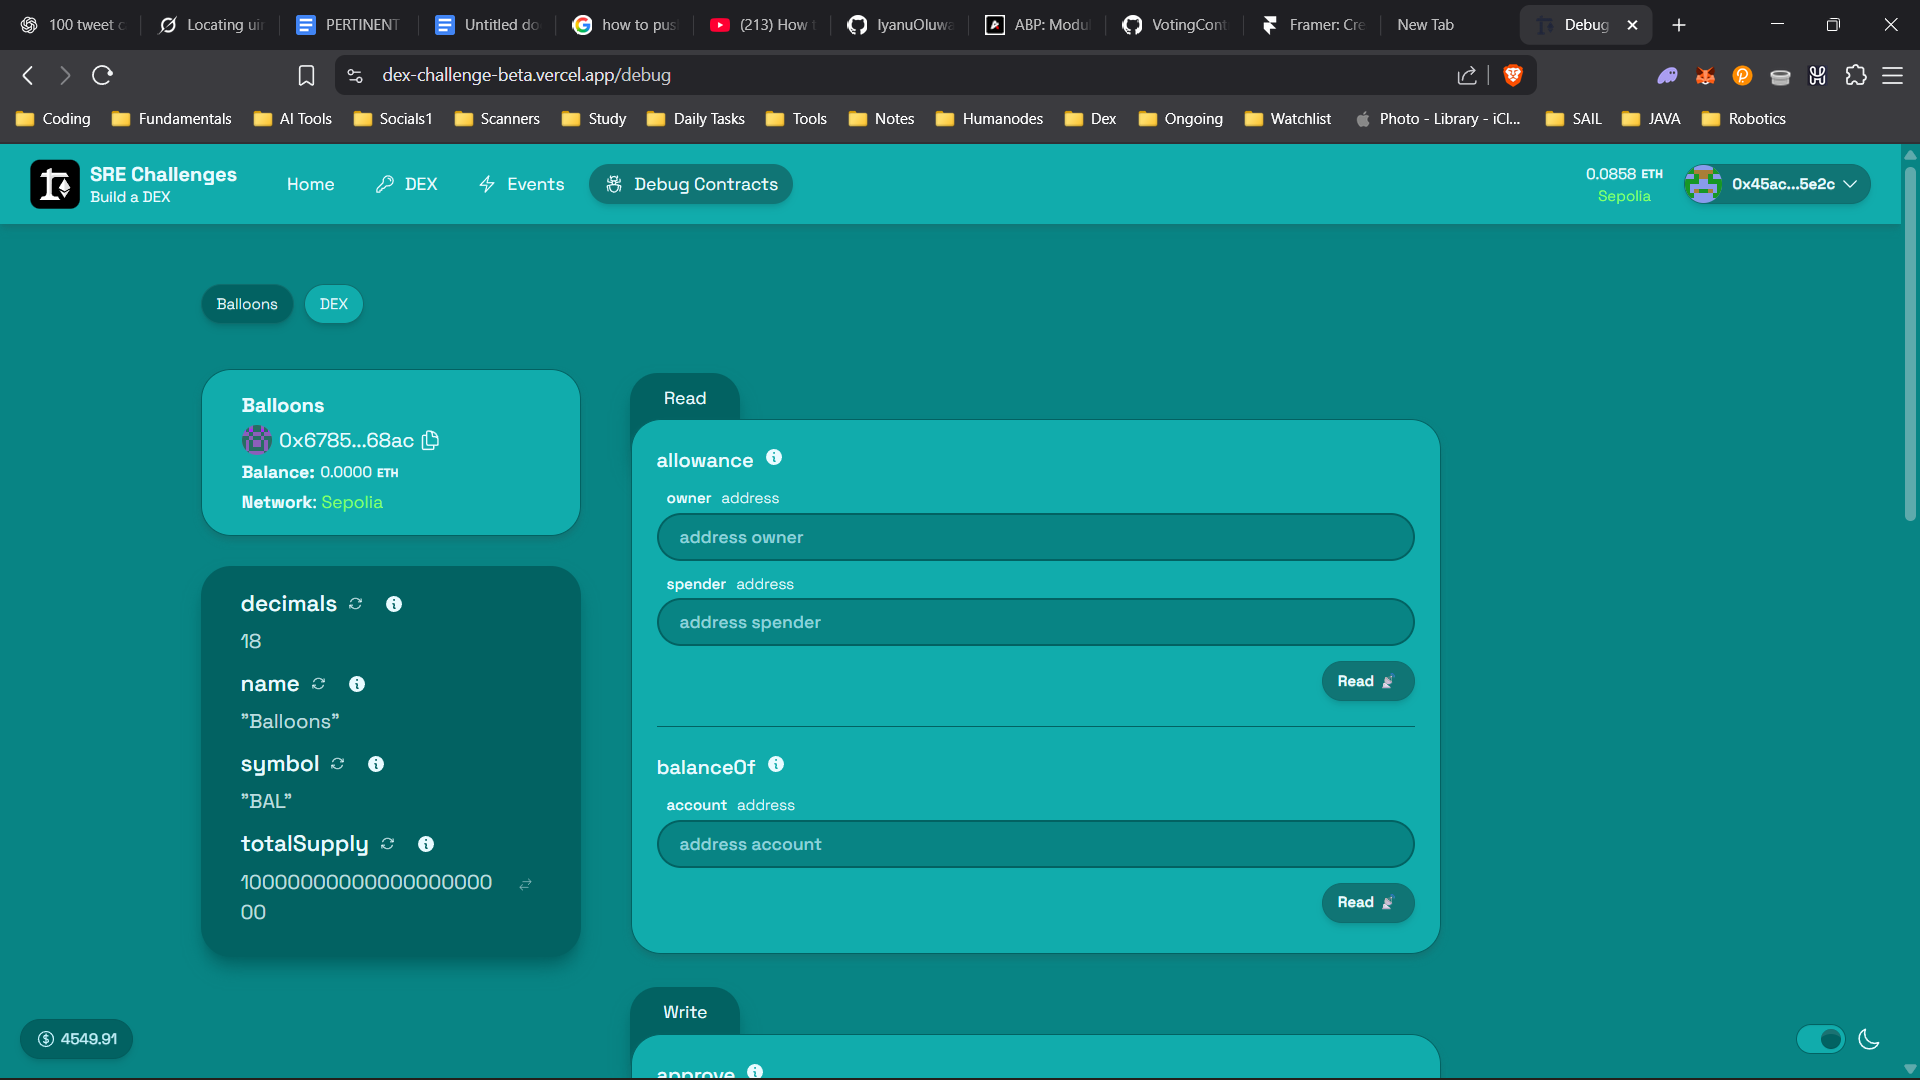 100 tweet
Locating uir
PERTINENT
Untitled do
how to pus
(213) How t
IyanuOluwa
ABP: Modul
VotingCont
Framer: Cre
New Tab
Debug
dex-challenge-beta.vercel.app/debug
Coding
Fundamentals
AI Tools
Socials1
Scanners
Study
Daily Tasks
Tools
Notes
Humanodes
Dex
Ongoing
Watchlist
Photo - Library - iCl...
SAIL
JAVA
Robotics
SRE Challenges
Build a DEX
Home
DEX
Events
Debug Contracts
0.0858 ETH
Sepolia
0x45ac...5e2c
Balloons
DEX
Balloons
0x6785...68ac
Balance: 0.0000 ETH
Network: Sepolia
decimals
18
name
"Balloons"
symbol
"BAL"
totalSupply
10000000000000000000
00
Read
allowance
owner address
address owner
spender address
address spender
Read
balanceOf
account address
address account
Read
Write
approve
4549.91